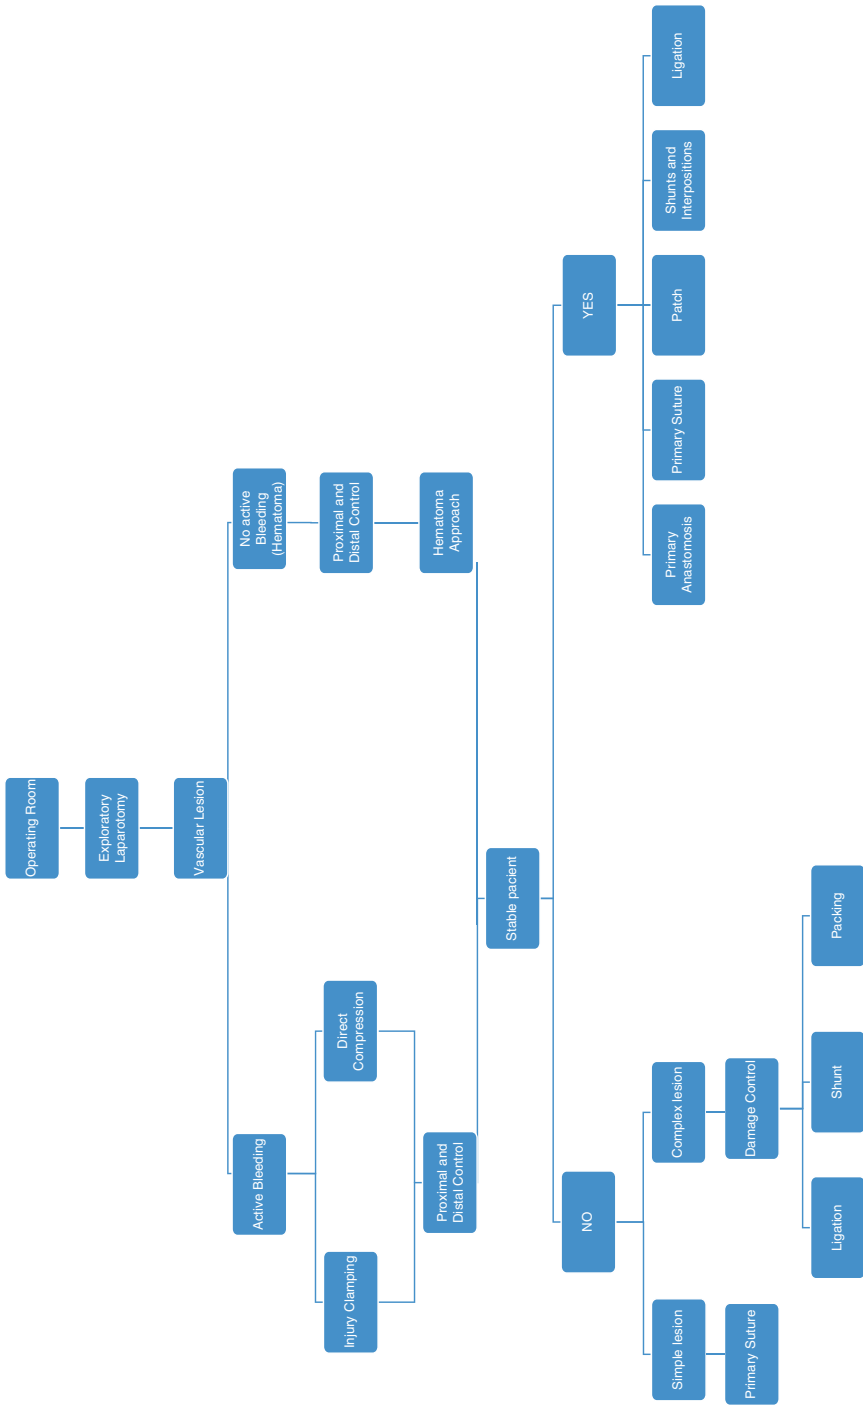 Operating Room
Exploratory
Laparotomy
Vascular Lesion
Active Bleeding
No active
Bleeding
(Hematoma)
Injury Clamping
Direct
Compression
Proximal and
Distal Control
Proximal and
Distal Control
Hematoma
Approach
Stable pacient
NO
YES
Simple lesion
Complex lesion
Primary
Anastomosis
Primary Suture
Patch
Shunts and
Interpositions
Ligation
Primary Suture
Damage Control
Ligation
Shunt
Packing